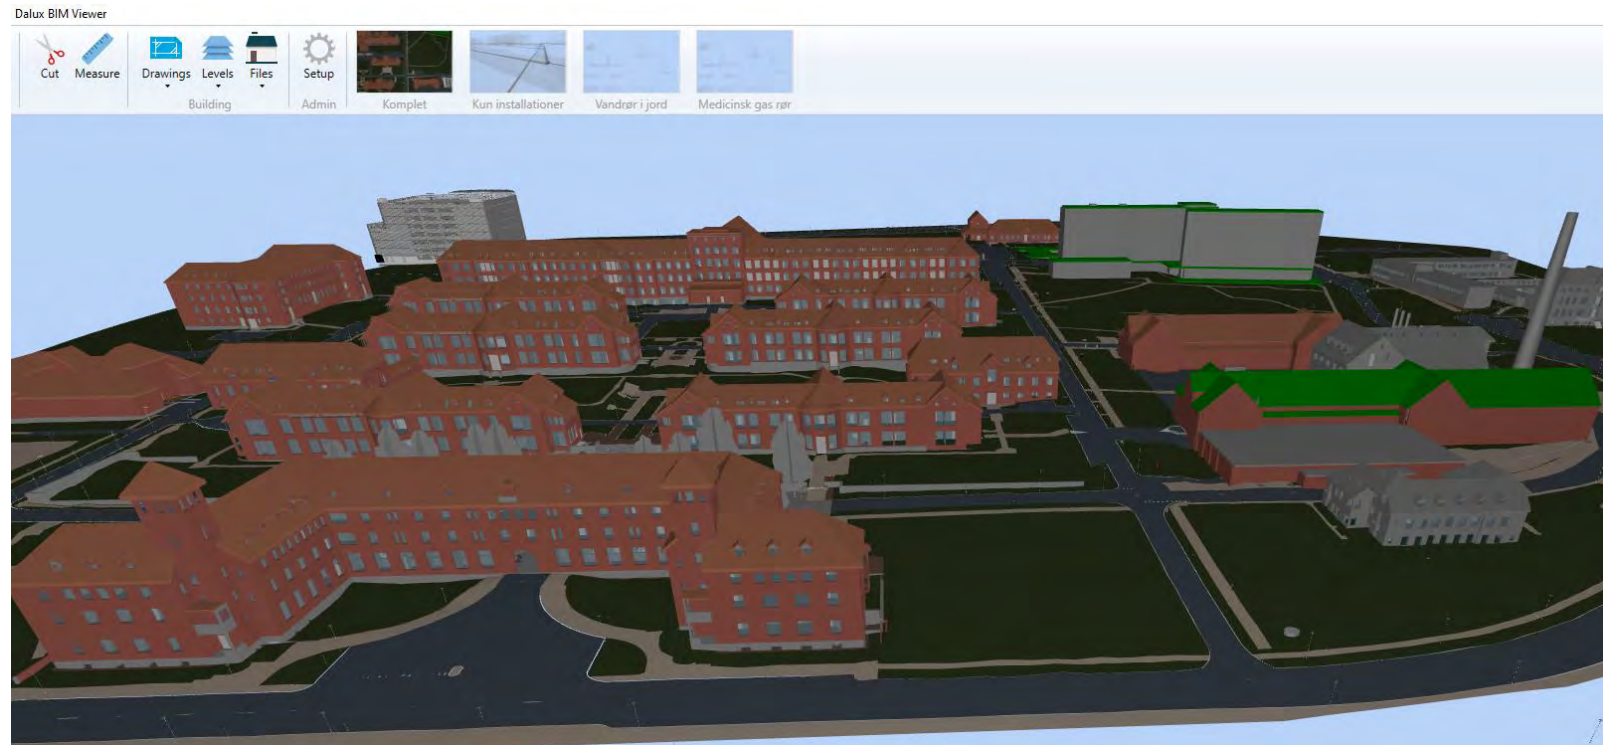 Dalux BIM Viewer
Cut Measure Drawings Levels Files Setup
Building Admin Komplet Kun installationer Vandrør i jord Medicinsk gas rør